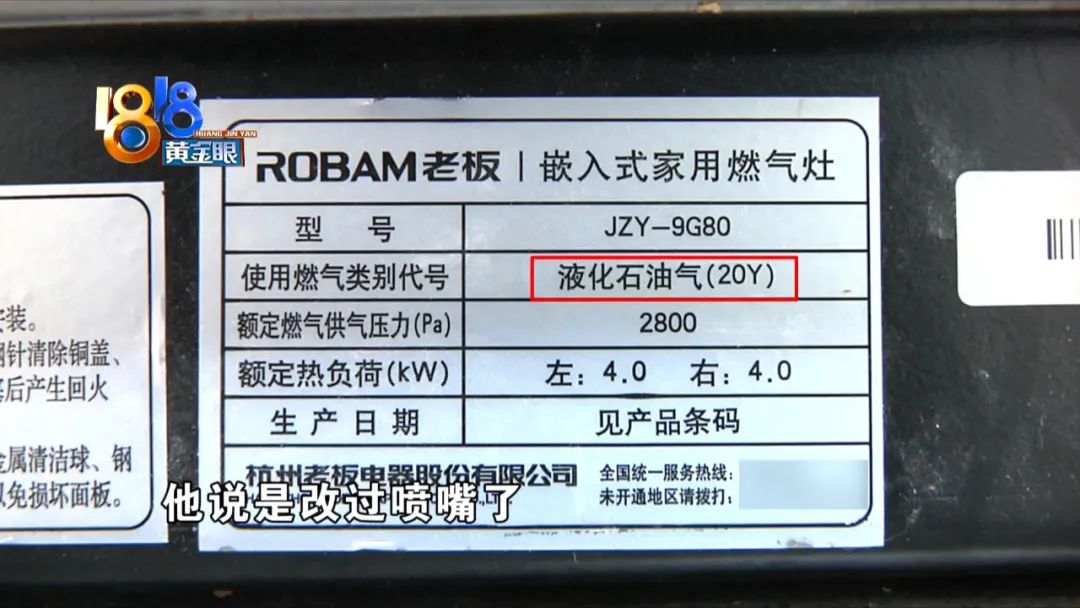 1818
HUANG JIN YAN
黄金眼
ROBAM老板 | 嵌入式家用燃气灶
型 号 JZY-9G80
使用燃气类别代号 液化石油气(20Y)
额定燃气供气压力(Pa) 2800
额定热负荷(kW) 左: 4.0 右: 4.0
生产日期 见产品条码
杭州老板电器股份有限公司
全国统一服务热线:
未开通地区请拨打:
安装。
钢针清除铜盖、
后产生回火
金属清洁球、钢
以免损坏面板。
他说是改过喷嘴了